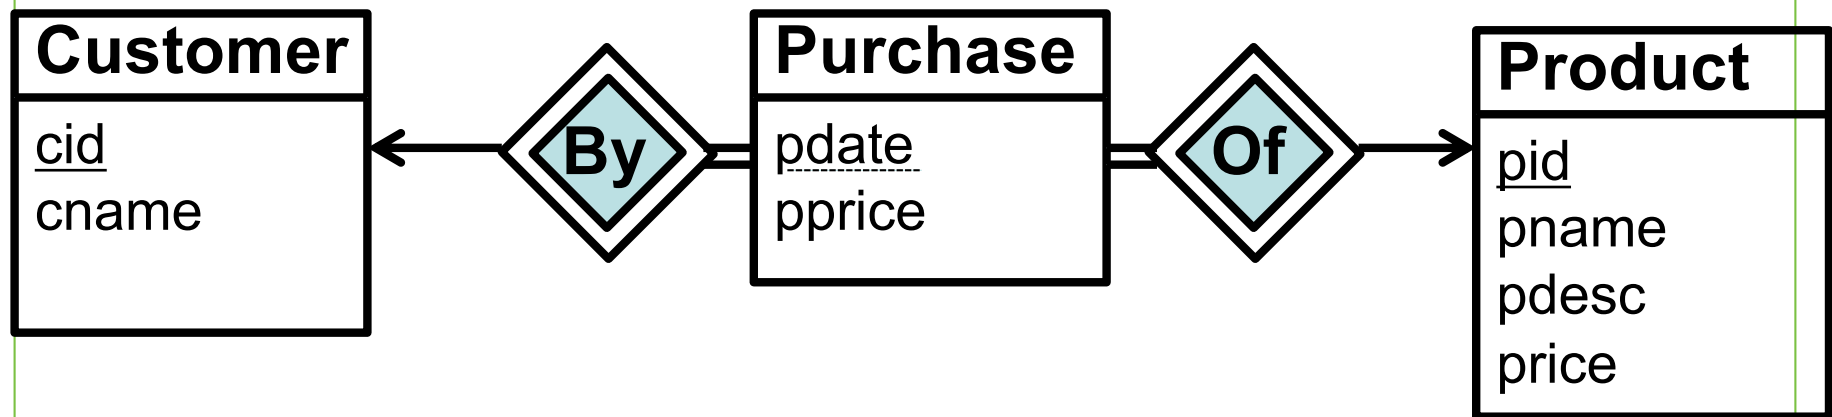 Customer
cid
cname
By
Purchase
pdate
pprice
Of
Product
pid
pname
pdesc
price